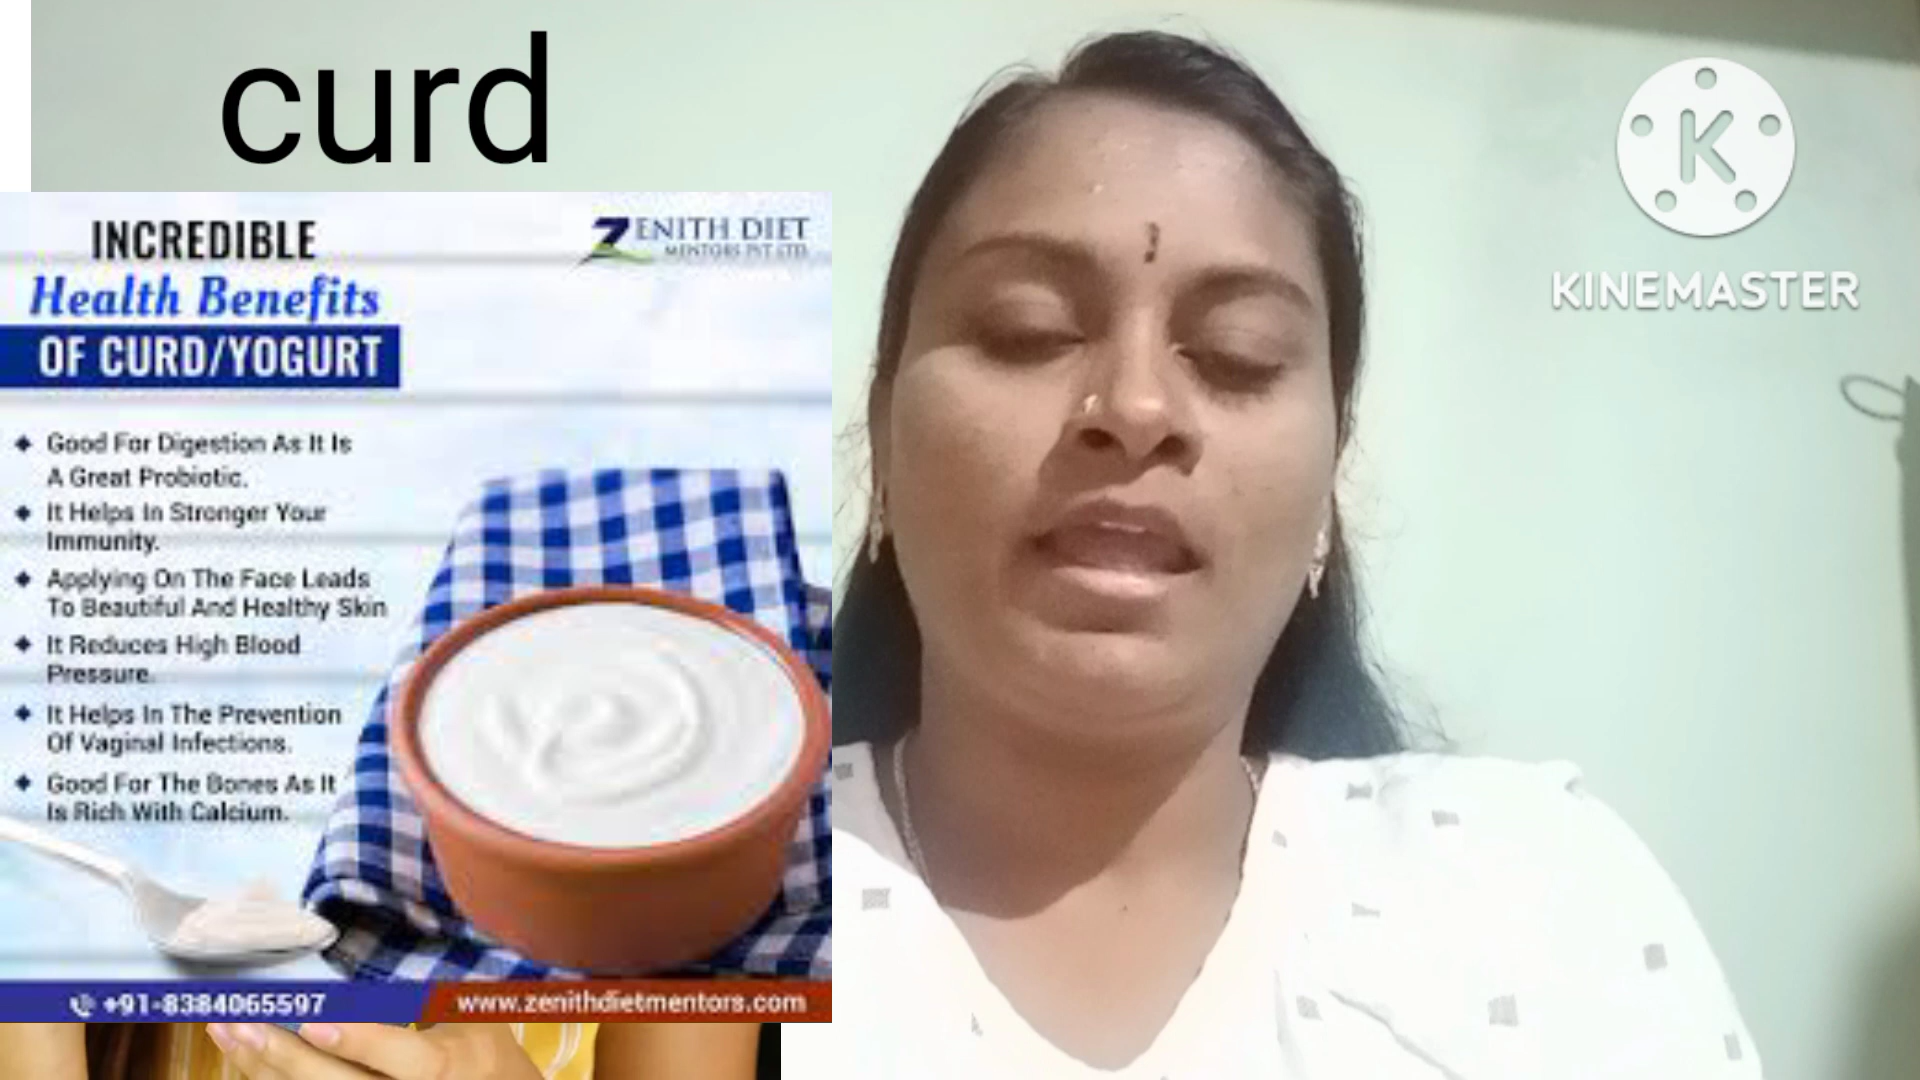 curd
INCREDIBLE
Health Benefits
OF CURD/YOGURT
ZENITH DIET
MENTORS PVT LTD
Good For Digestion As It Is
A Great Probiotic.
It Helps In Stronger Your
Immunity.
Applying On The Face Leads
To Beautiful And Healthy Skin
It Reduces High Blood
Pressure.
It Helps In The Prevention
Of Vaginal Infections.
Good For The Bones As It
Is Rich With Calcium.
+91-8384065597
www.zenithdietmentors.com
K
KINEMASTER